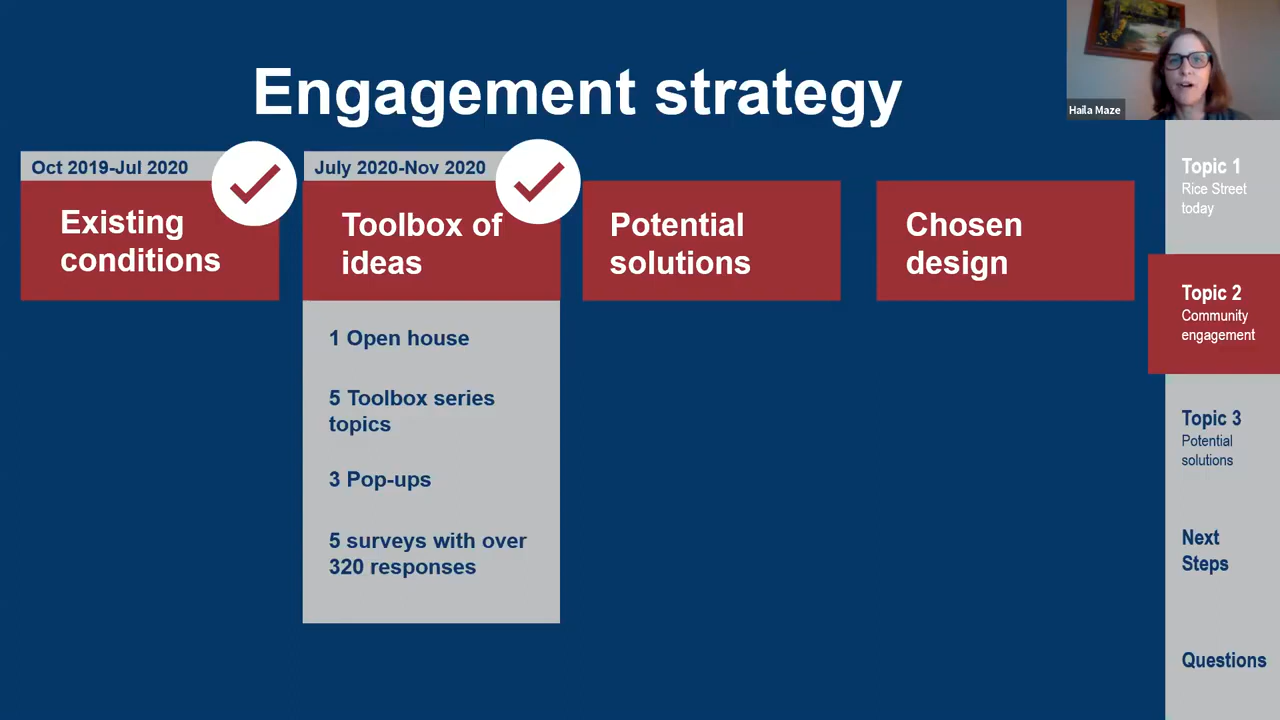 Engagement strategy
Haila Maze
Oct 2019-Jul 2020
Existing
conditions
July 2020-Nov 2020
Toolbox of
ideas
1 Open house
5 Toolbox series
topics
3 Pop-ups
5 surveys with over
320 responses
Potential
solutions
Chosen
design
Topic 1
Rice Street
today
Topic 2
Community
engagement
Topic 3
Potential
solutions
Next
Steps
Questions